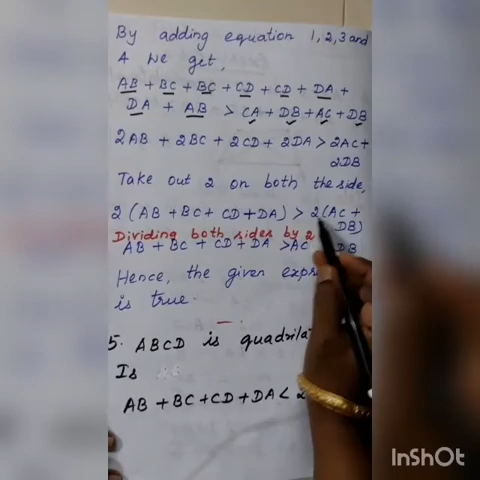 By adding equation 1, 2, 3 and
4 we get,
AB + BC + BC + CD + CD + DA +
DA + AB > CA + DB + AC + DB
2AB + 2BC + 2CD + 2DA > 2AC +
2DB
Take out 2 on both the side,
2 (AB + BC + CD + DA) > 2(AC +
DB)
Dividing both sides by 2
AB + BC + CD + DA > AC DB
Hence, the given
is true.
5. ABCD is
Is
AB + BC + CD + DA <
InShOt